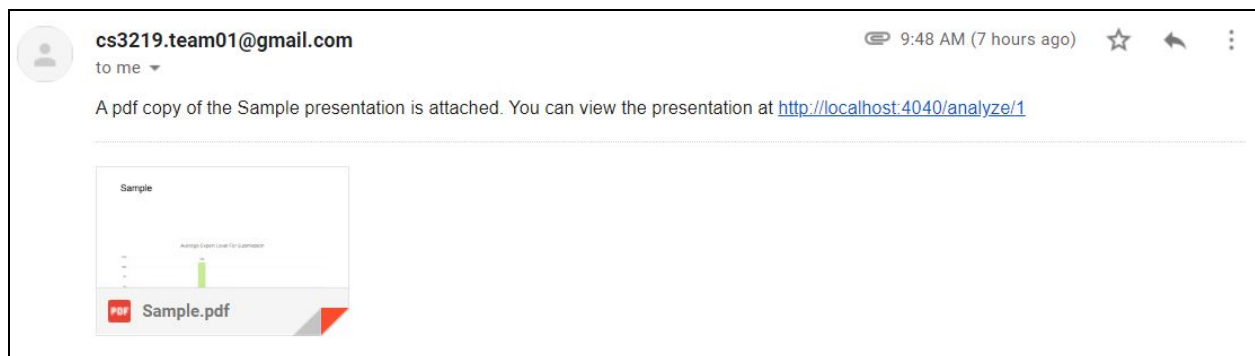 cs3219.team01@gmail.com
9:48 AM (7 hours ago)
to me
A pdf copy of the Sample presentation is attached. You can view the presentation at http://localhost:4040/analyze/1
Sample
Average Expert Level For Submission
PDF
Sample.pdf